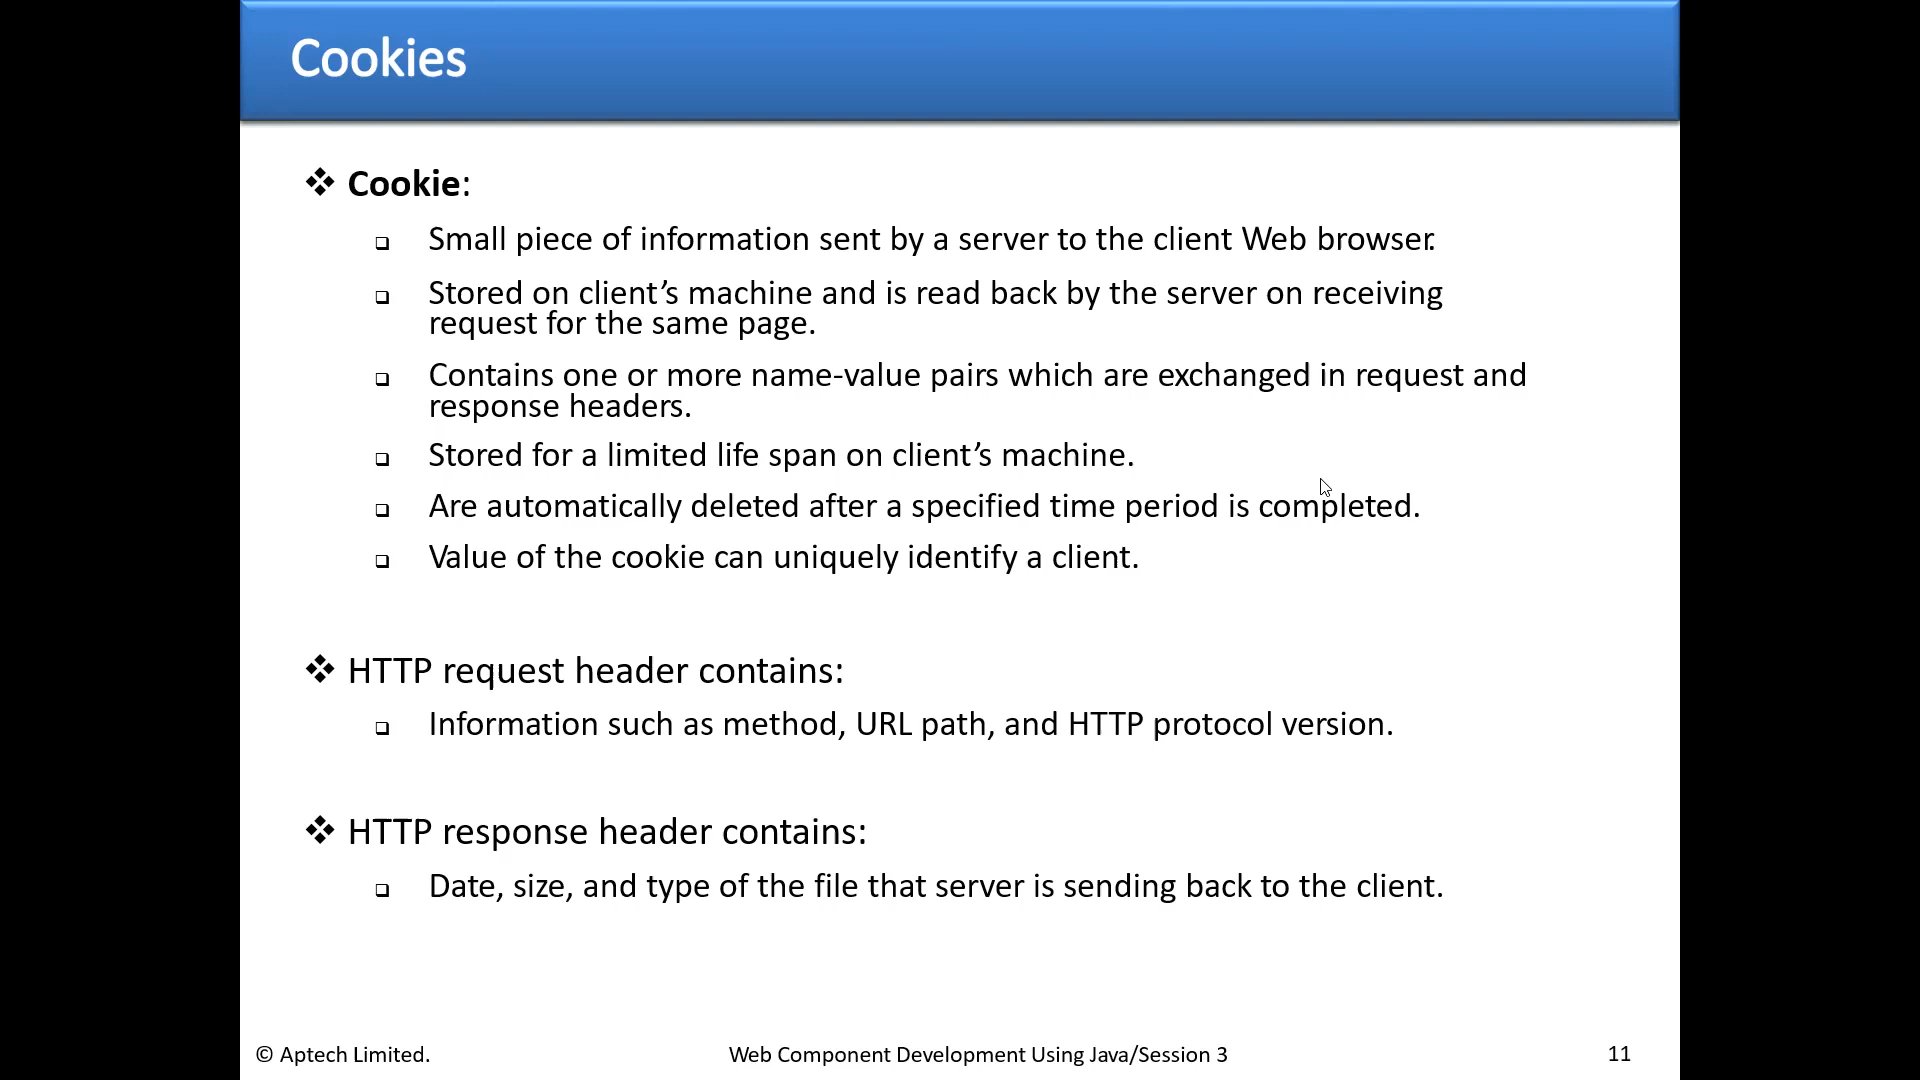 Cookies
Cookie:
Small piece of information sent by a server to the client Web browser.
Stored on client’s machine and is read back by the server on receiving
request for the same page.
Contains one or more name-value pairs which are exchanged in request and
response headers.
Stored for a limited life span on client’s machine.
Are automatically deleted after a specified time period is completed.
Value of the cookie can uniquely identify a client.
HTTP request header contains:
Information such as method, URL path, and HTTP protocol version.
HTTP response header contains:
Date, size, and type of the file that server is sending back to the client.
© Aptech Limited. Web Component Development Using Java/Session 3 11